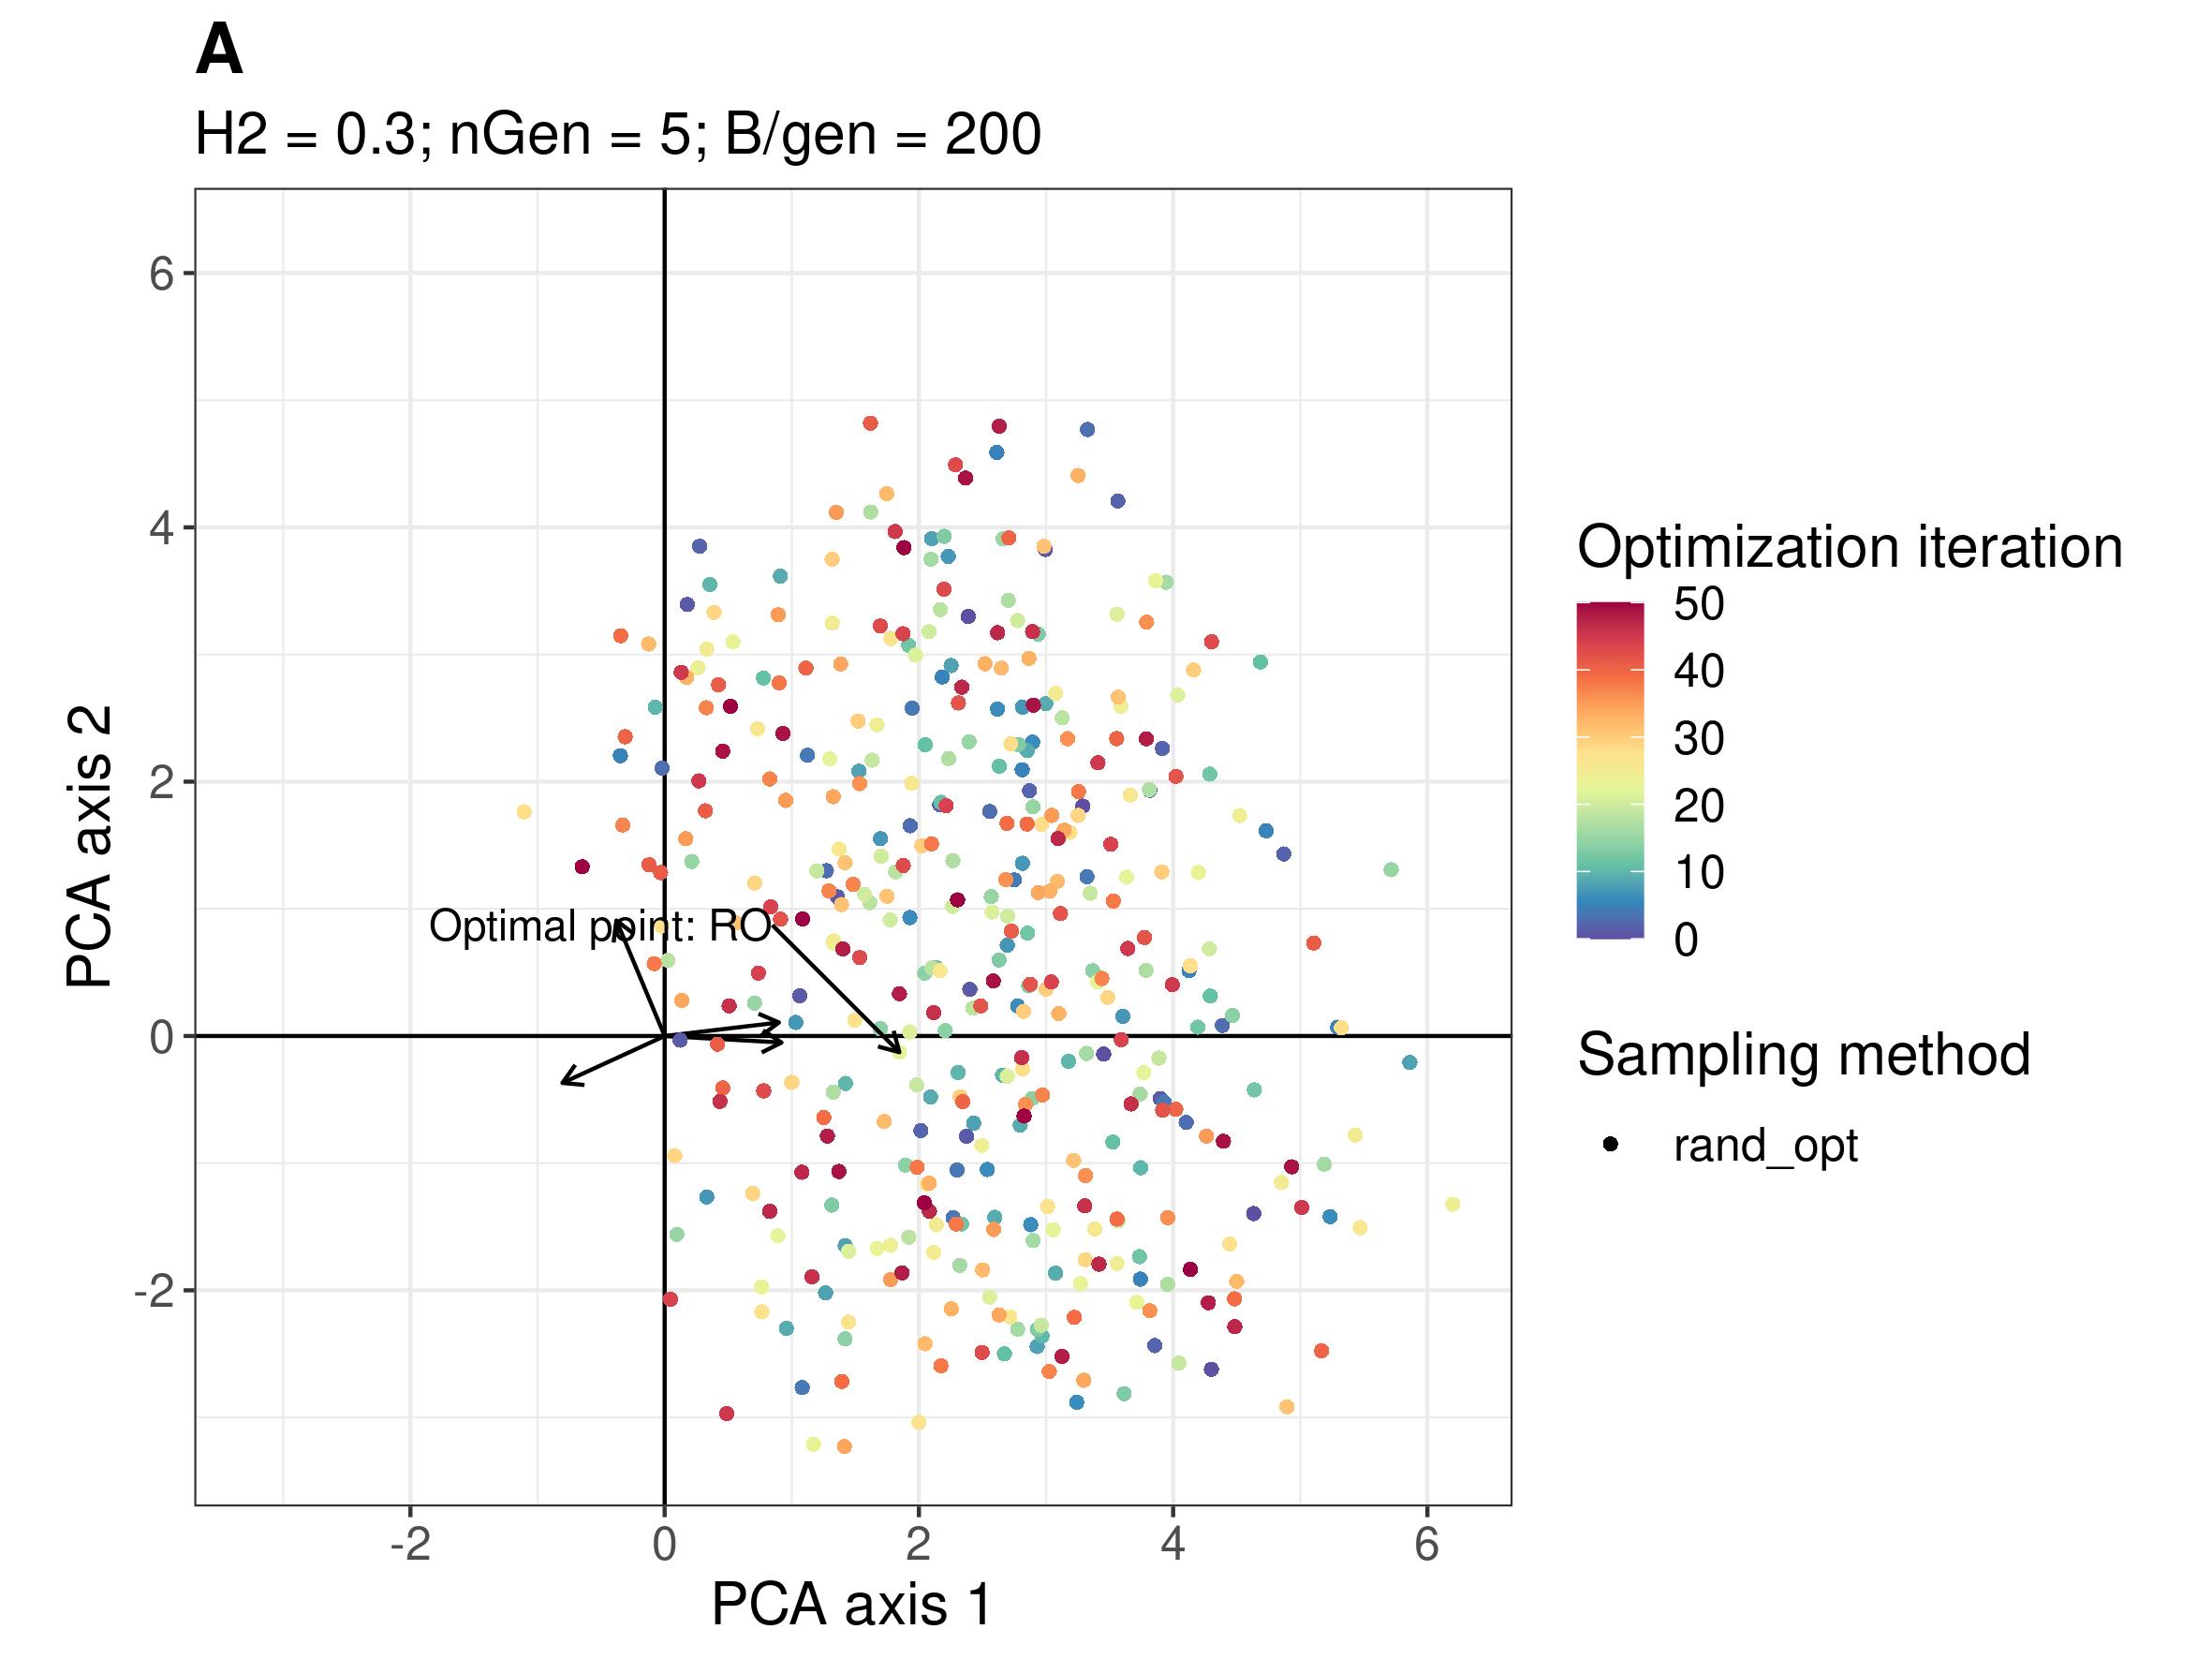 A
H2 = 0.3; nGen = 5; B/gen = 200
6
4
2
0
-2
PCA axis 2
Optimal point: RO
-2
0
2
4
6
PCA axis 1
Optimization iteration
50
40
30
20
10
0
Sampling method
rand_opt